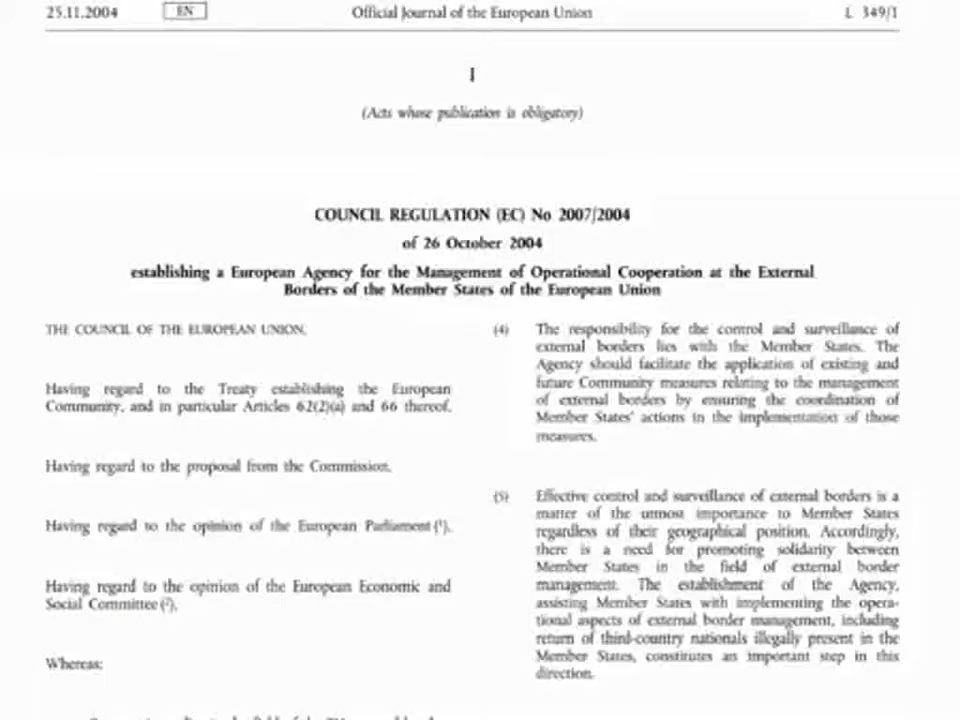 25.11.2004 EN Official Journal of the European Union L 349/1
I
(Acts whose publication is obligatory)
COUNCIL REGULATION (EC) No 2007/2004
of 26 October 2004
establishing a European Agency for the Management of Operational Cooperation at the External
Borders of the Member States of the European Union
THE COUNCIL OF THE EUROPEAN UNION,
Having regard to the Treaty establishing the European
Community, and in particular Articles 62(2)(a) and 66 thereof,
Having regard to the proposal from the Commission,
Having regard to the opinion of the European Parliament (¹),
Having regard to the opinion of the European Economic and
Social Committee (²),
Whereas:
(4) The responsibility for the control and surveillance of
external borders lies with the Member States. The
Agency should facilitate the application of existing and
future Community measures relating to the management
of external borders by ensuring the coordination of
Member States' actions in the implementation of those
measures.
(5) Effective control and surveillance of external borders is a
matter of the utmost importance to Member States
regardless of their geographical position. Accordingly,
there is a need for promoting solidarity between
Member States in the field of external border
management. The establishment of the Agency,
assisting Member States with implementing the opera-
tional aspects of external border management, including
return of third-country nationals illegally present in the
Member States, constitutes an important step in this
direction.